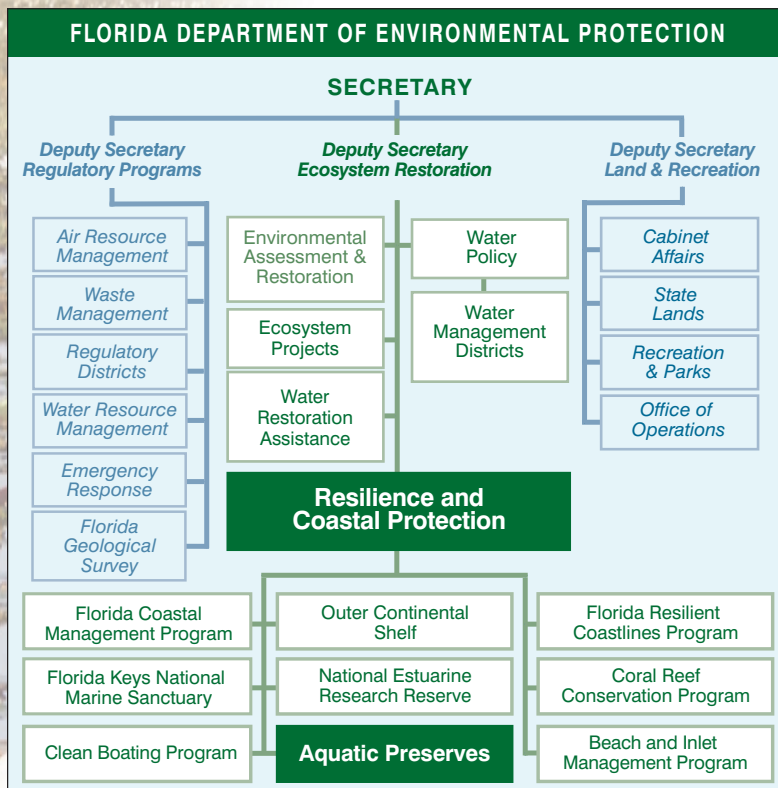 FLORIDA DEPARTMENT OF ENVIRONMENTAL PROTECTION
SECRETARY
Deputy Secretary
Regulatory Programs
Deputy Secretary
Ecosystem Restoration
Deputy Secretary
Land & Recreation
Air Resource
Management
Waste
Management
Regulatory
Districts
Water Resource
Management
Emergency
Response
Florida
Geological
Survey
Environmental
Assessment &
Restoration
Ecosystem
Projects
Water
Restoration
Assistance
Water
Policy
Water
Management
Districts
Cabinet
Affairs
State
Lands
Recreation
& Parks
Office of
Operations
Resilience and
Coastal Protection
Florida Coastal
Management Program
Outer Continental
Shelf
Florida Resilient
Coastlines Program
Florida Keys National
Marine Sanctuary
National Estuarine
Research Reserve
Coral Reef
Conservation Program
Clean Boating Program
Aquatic Preserves
Beach and Inlet
Management Program